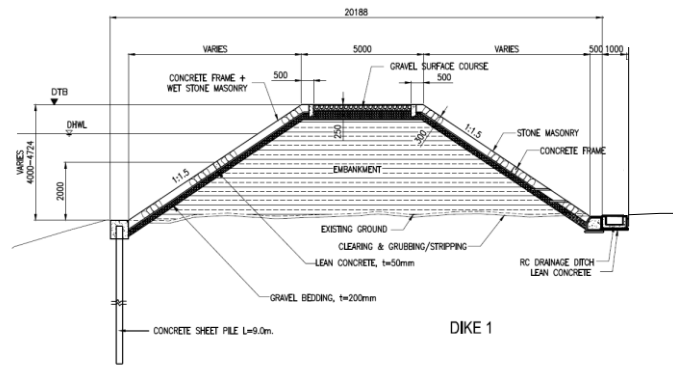 20188
VARIES
5000
VARIES
500
1000
CONCRETE FRAME +
WET STONE MASONRY
500
GRAVEL SURFACE COURSE
500
DTB
DHWL
250
300
1:1.5
STONE MASONRY
CONCRETE FRAME
VARIES
4000-4724
2000
1:1.5
EMBANKMENT
EXISTING GROUND
CLEARING & GRUBBING/STRIPPING
LEAN CONCRETE, t=50mm
RC DRAINAGE DITCH
LEAN CONCRETE
GRAVEL BEDDING, t=200mm
CONCRETE SHEET PILE L=9.0m.
DIKE 1